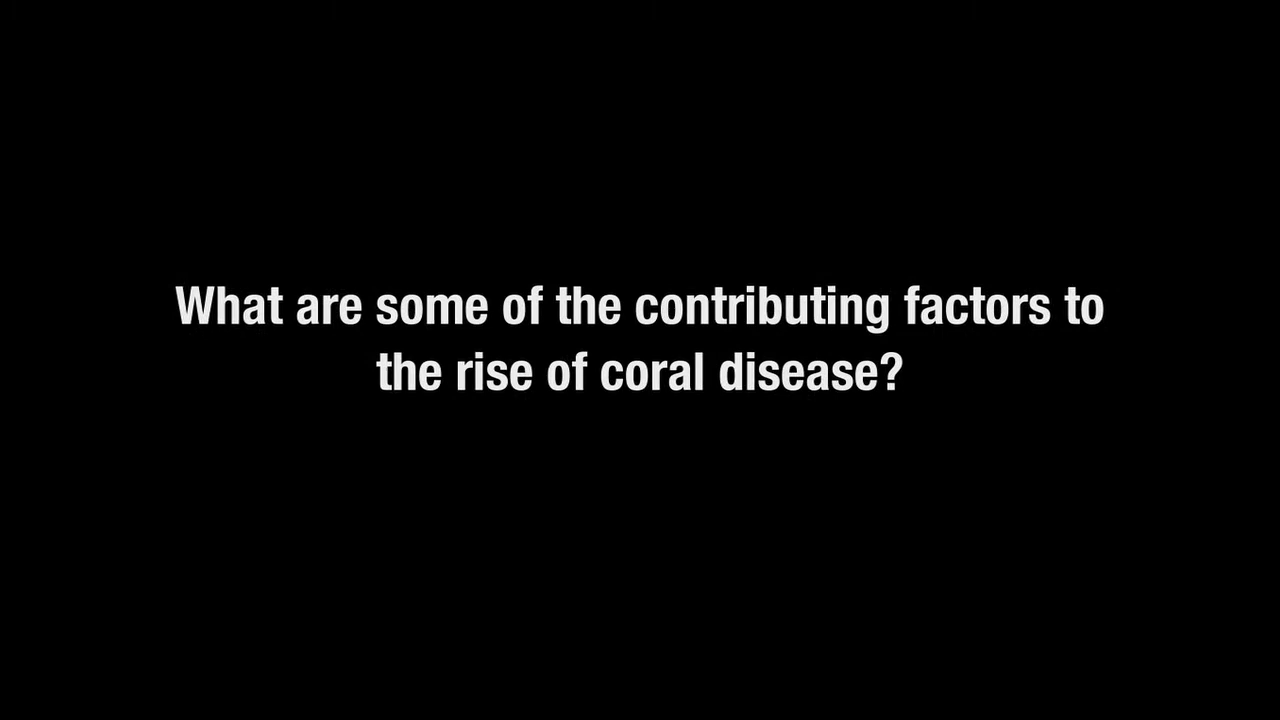 What are some of the contributing factors to
the rise of coral disease?